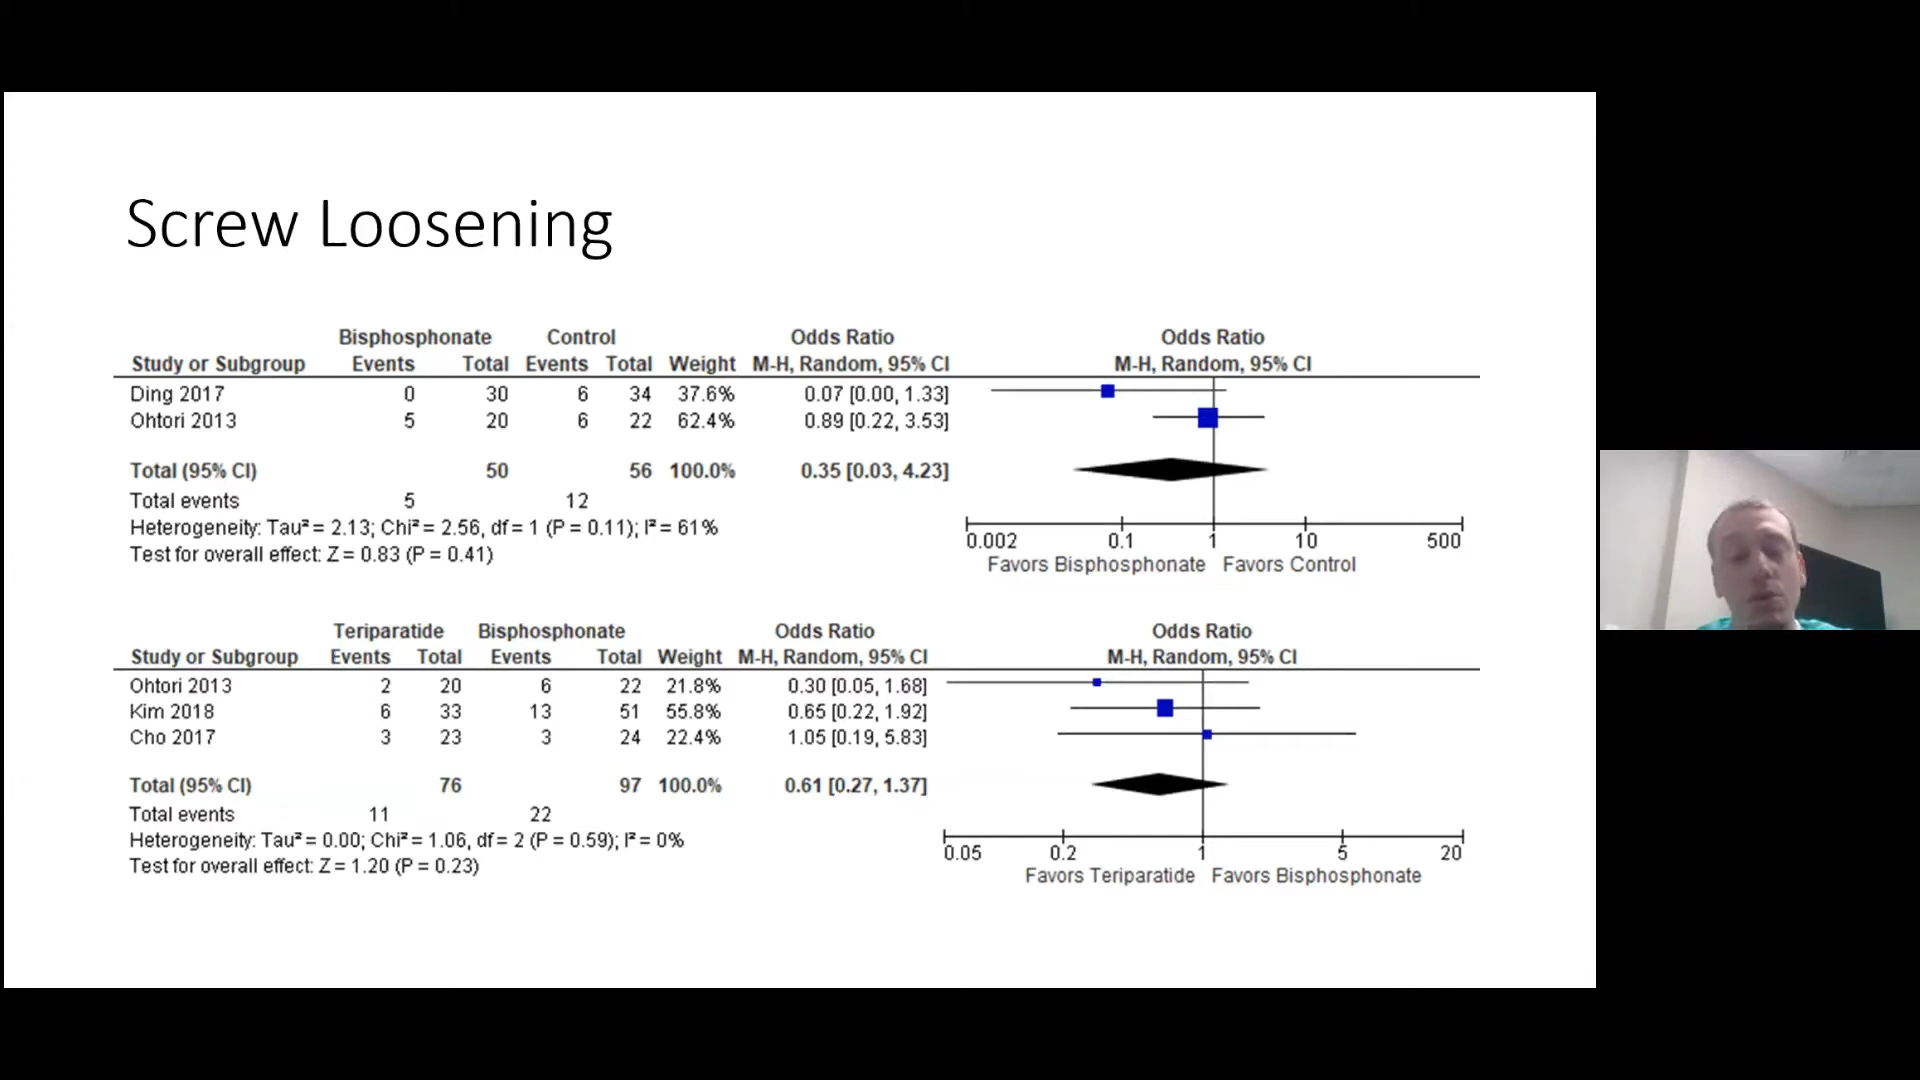 Screw Loosening
Bisphosphonate Control Odds Ratio Odds Ratio
Study or Subgroup Events Total Events Total Weight M-H, Random, 95% CI M-H, Random, 95% CI
Ding 2017 0 30 6 34 37.6% 0.07 [0.00, 1.33]
Ohtori 2013 5 20 6 22 62.4% 0.89 [0.22, 3.53]
Total (95% CI) 50 56 100.0% 0.35 [0.03, 4.23]
Total events 5 12
Heterogeneity: Tau² = 2.13; Chi² = 2.56, df = 1 (P = 0.11); I² = 61%
Test for overall effect: Z = 0.83 (P = 0.41)
0.002 0.1 1 10 500
Favors Bisphosphonate Favors Control
Teriparatide Bisphosphonate Odds Ratio Odds Ratio
Study or Subgroup Events Total Events Total Weight M-H, Random, 95% CI M-H, Random, 95% CI
Ohtori 2013 2 20 6 22 21.8% 0.30 [0.05, 1.68]
Kim 2018 6 33 13 51 55.8% 0.65 [0.22, 1.92]
Cho 2017 3 23 3 24 22.4% 1.05 [0.19, 5.83]
Total (95% CI) 76 97 100.0% 0.61 [0.27, 1.37]
Total events 11 22
Heterogeneity: Tau² = 0.00; Chi² = 1.06, df = 2 (P = 0.59); I² = 0%
Test for overall effect: Z = 1.20 (P = 0.23)
0.05 0.2 1 5 20
Favors Teriparatide Favors Bisphosphonate